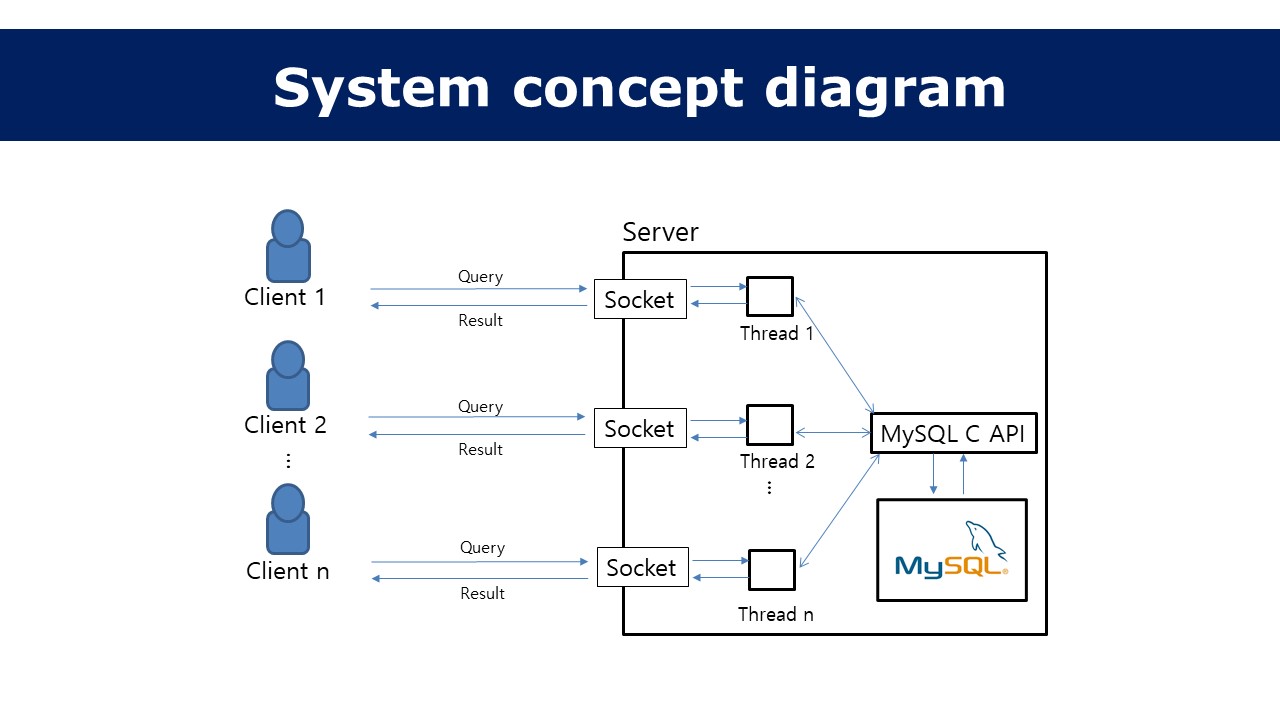 System concept diagram
Server
Client 1
Query
Result
Socket
Thread 1
Client 2
Query
Result
Socket
Thread 2
MySQL C API
⋮
⋮
Client n
Query
Result
Socket
Thread n
MySQL®